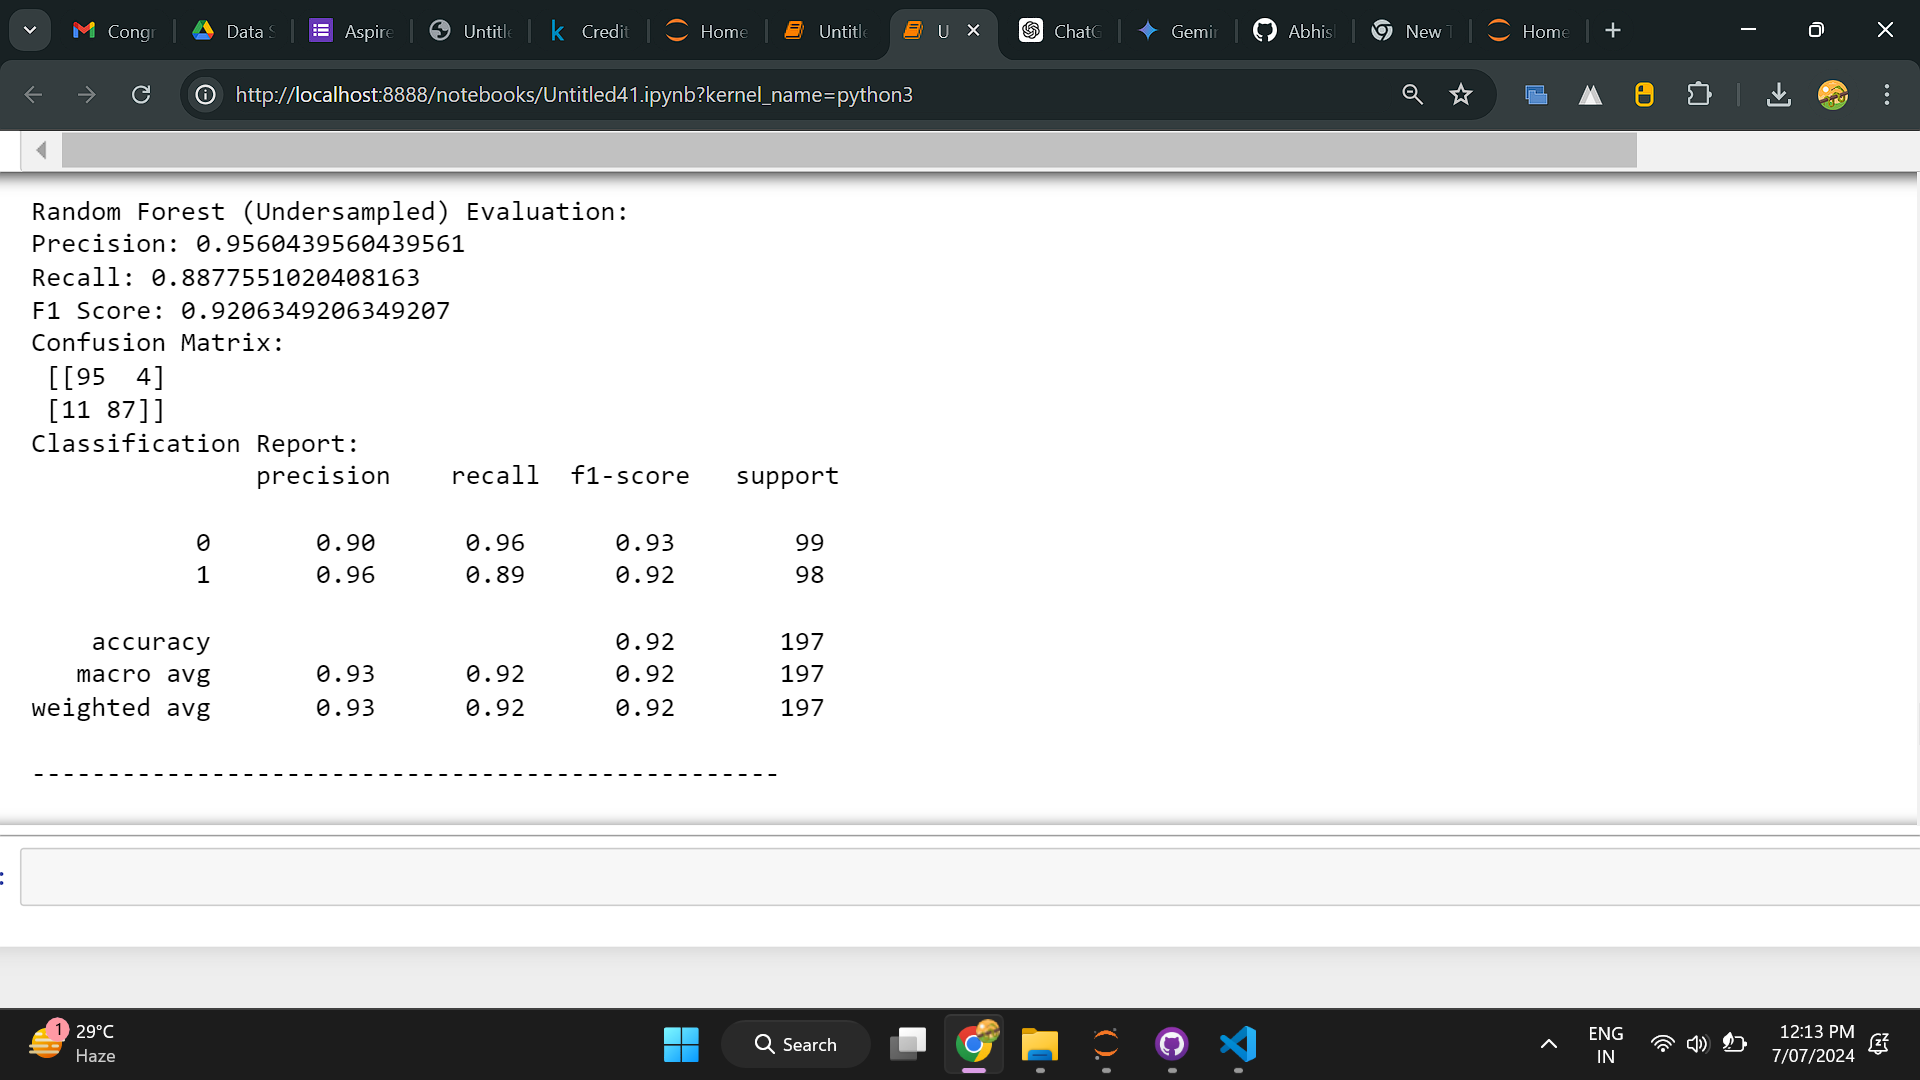 Congr
Data S
Aspire
Untitle
Credit
Home
Untitle
U
ChatG
Gemin
Abhis
New T
Home
http://localhost:8888/notebooks/Untitled41.ipynb?kernel_name=python3
Random Forest (Undersampled) Evaluation:
Precision: 0.9560439560439561
Recall: 0.8877551020408163
F1 Score: 0.9206349206349207
Confusion Matrix:
[[95  4]
[11 87]]
Classification Report:
precision    recall  f1-score   support
0       0.90      0.96      0.93        99
1       0.96      0.89      0.92        98
accuracy                           0.92       197
macro avg       0.93      0.92      0.92       197
weighted avg       0.93      0.92      0.92       197
--------------------------------------------------
:
1
29°C
Haze
Search
ENG
IN
12:13 PM
7/07/2024